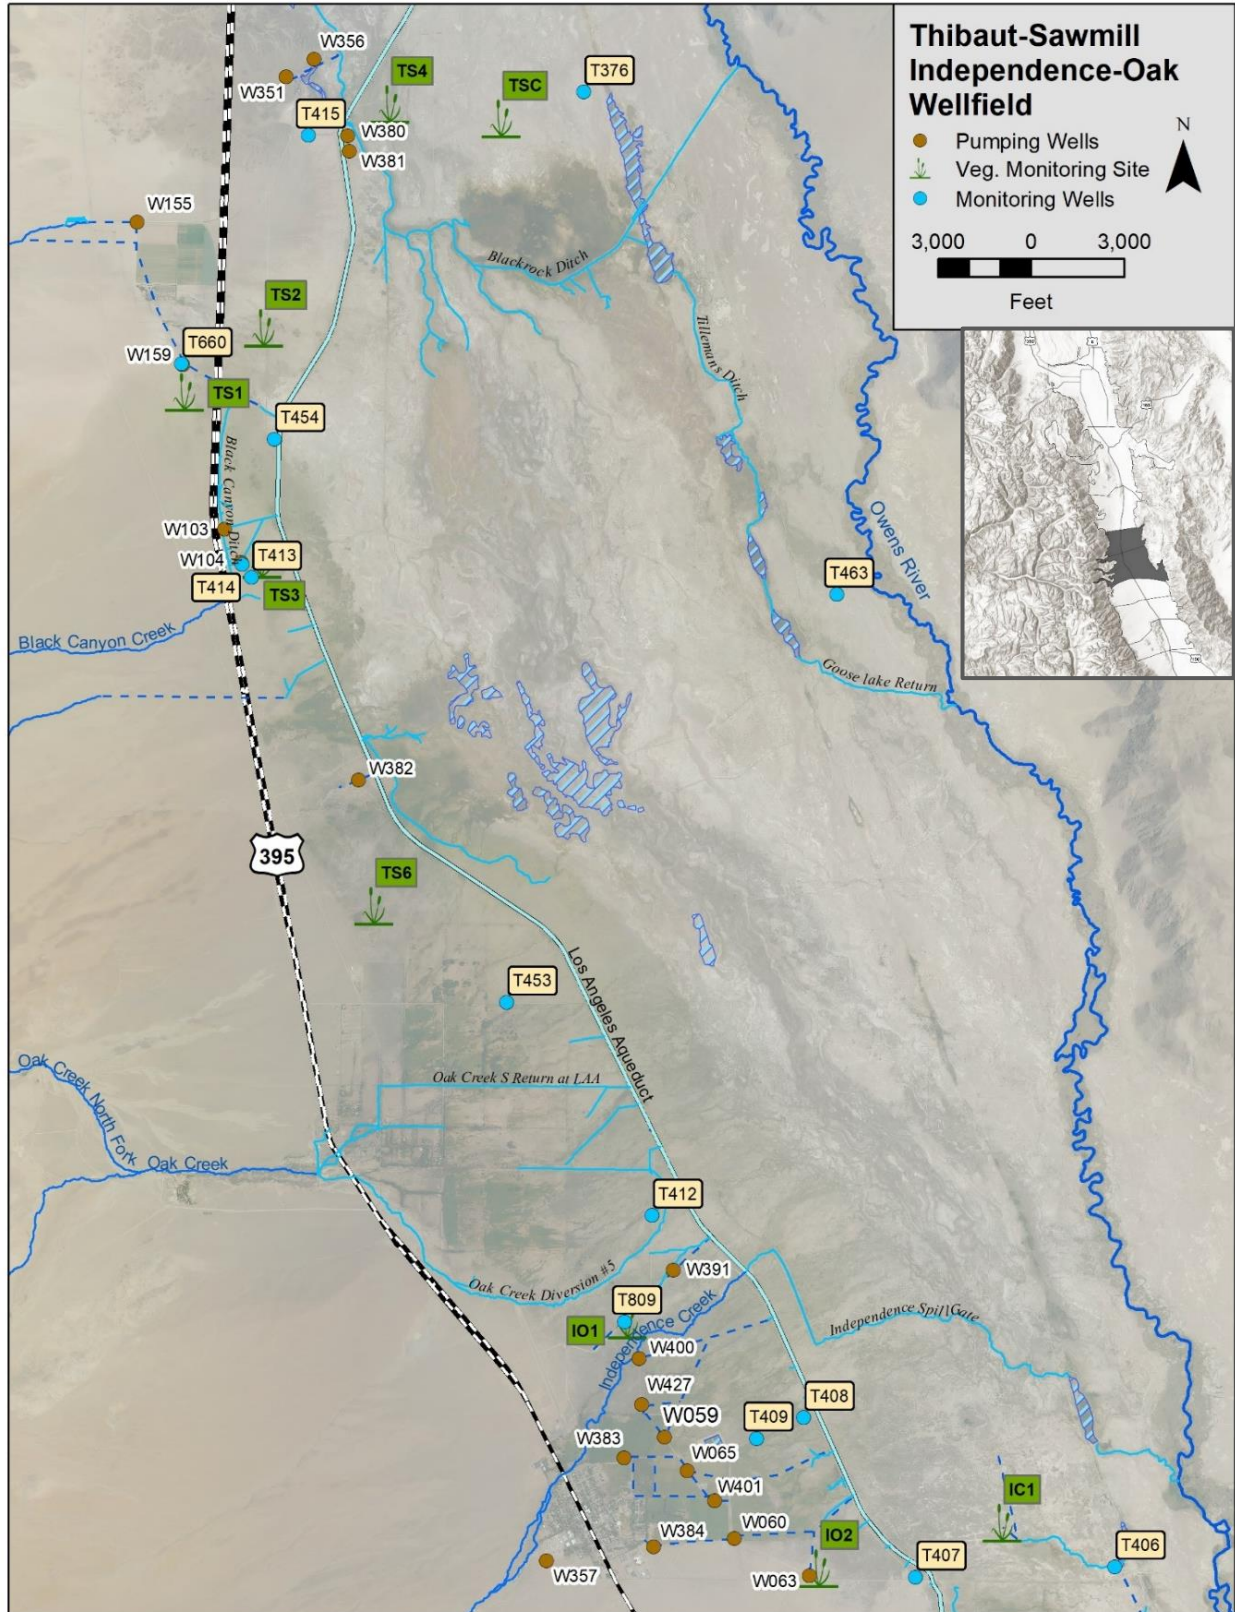 Thibaut-Sawmill
Independence-Oak
Wellfield
Pumping Wells
Veg. Monitoring Site
Monitoring Wells
N
3,000 0 3,000
Feet
W356
W351
TS4
TSC
T376
T415
W380
W381
W155
Blackrock Ditch
TS2
T660
W159
TS1
T454
Tilleman's Ditch
Black Canyon Ditch
W103
W104
T413
T414
TS3
T463
Owens River
Black Canyon Creek
Goose lake Return
W382
395
TS6
T453
Los Angeles Aqueduct
Oak Creek S Return at LAA
Oak Creek North Fork
Oak Creek
T412
W391
Oak Creek Diversion #5
T809
IO1
Independence Creek
Independence Spill Gate
W400
W427
W059
T408
T409
W383
W065
W401
IC1
W384
W060
IO2
T407
T406
W357
W063